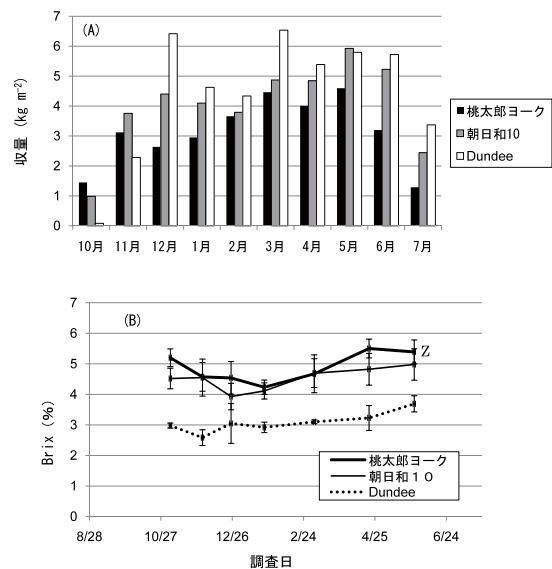 (A)
収量 (kg m⁻²)
7
6
5
4
3
2
1
0
10月 11月 12月 1月 2月 3月 4月 5月 6月 7月
桃太郎ヨーク
朝日和10
Dundee
(B)
Brix (%)
7
6
5
4
3
2
1
0
Z
桃太郎ヨーク
朝日和１０
Dundee
8/28 10/27 12/26 2/24 4/25 6/24
調査日